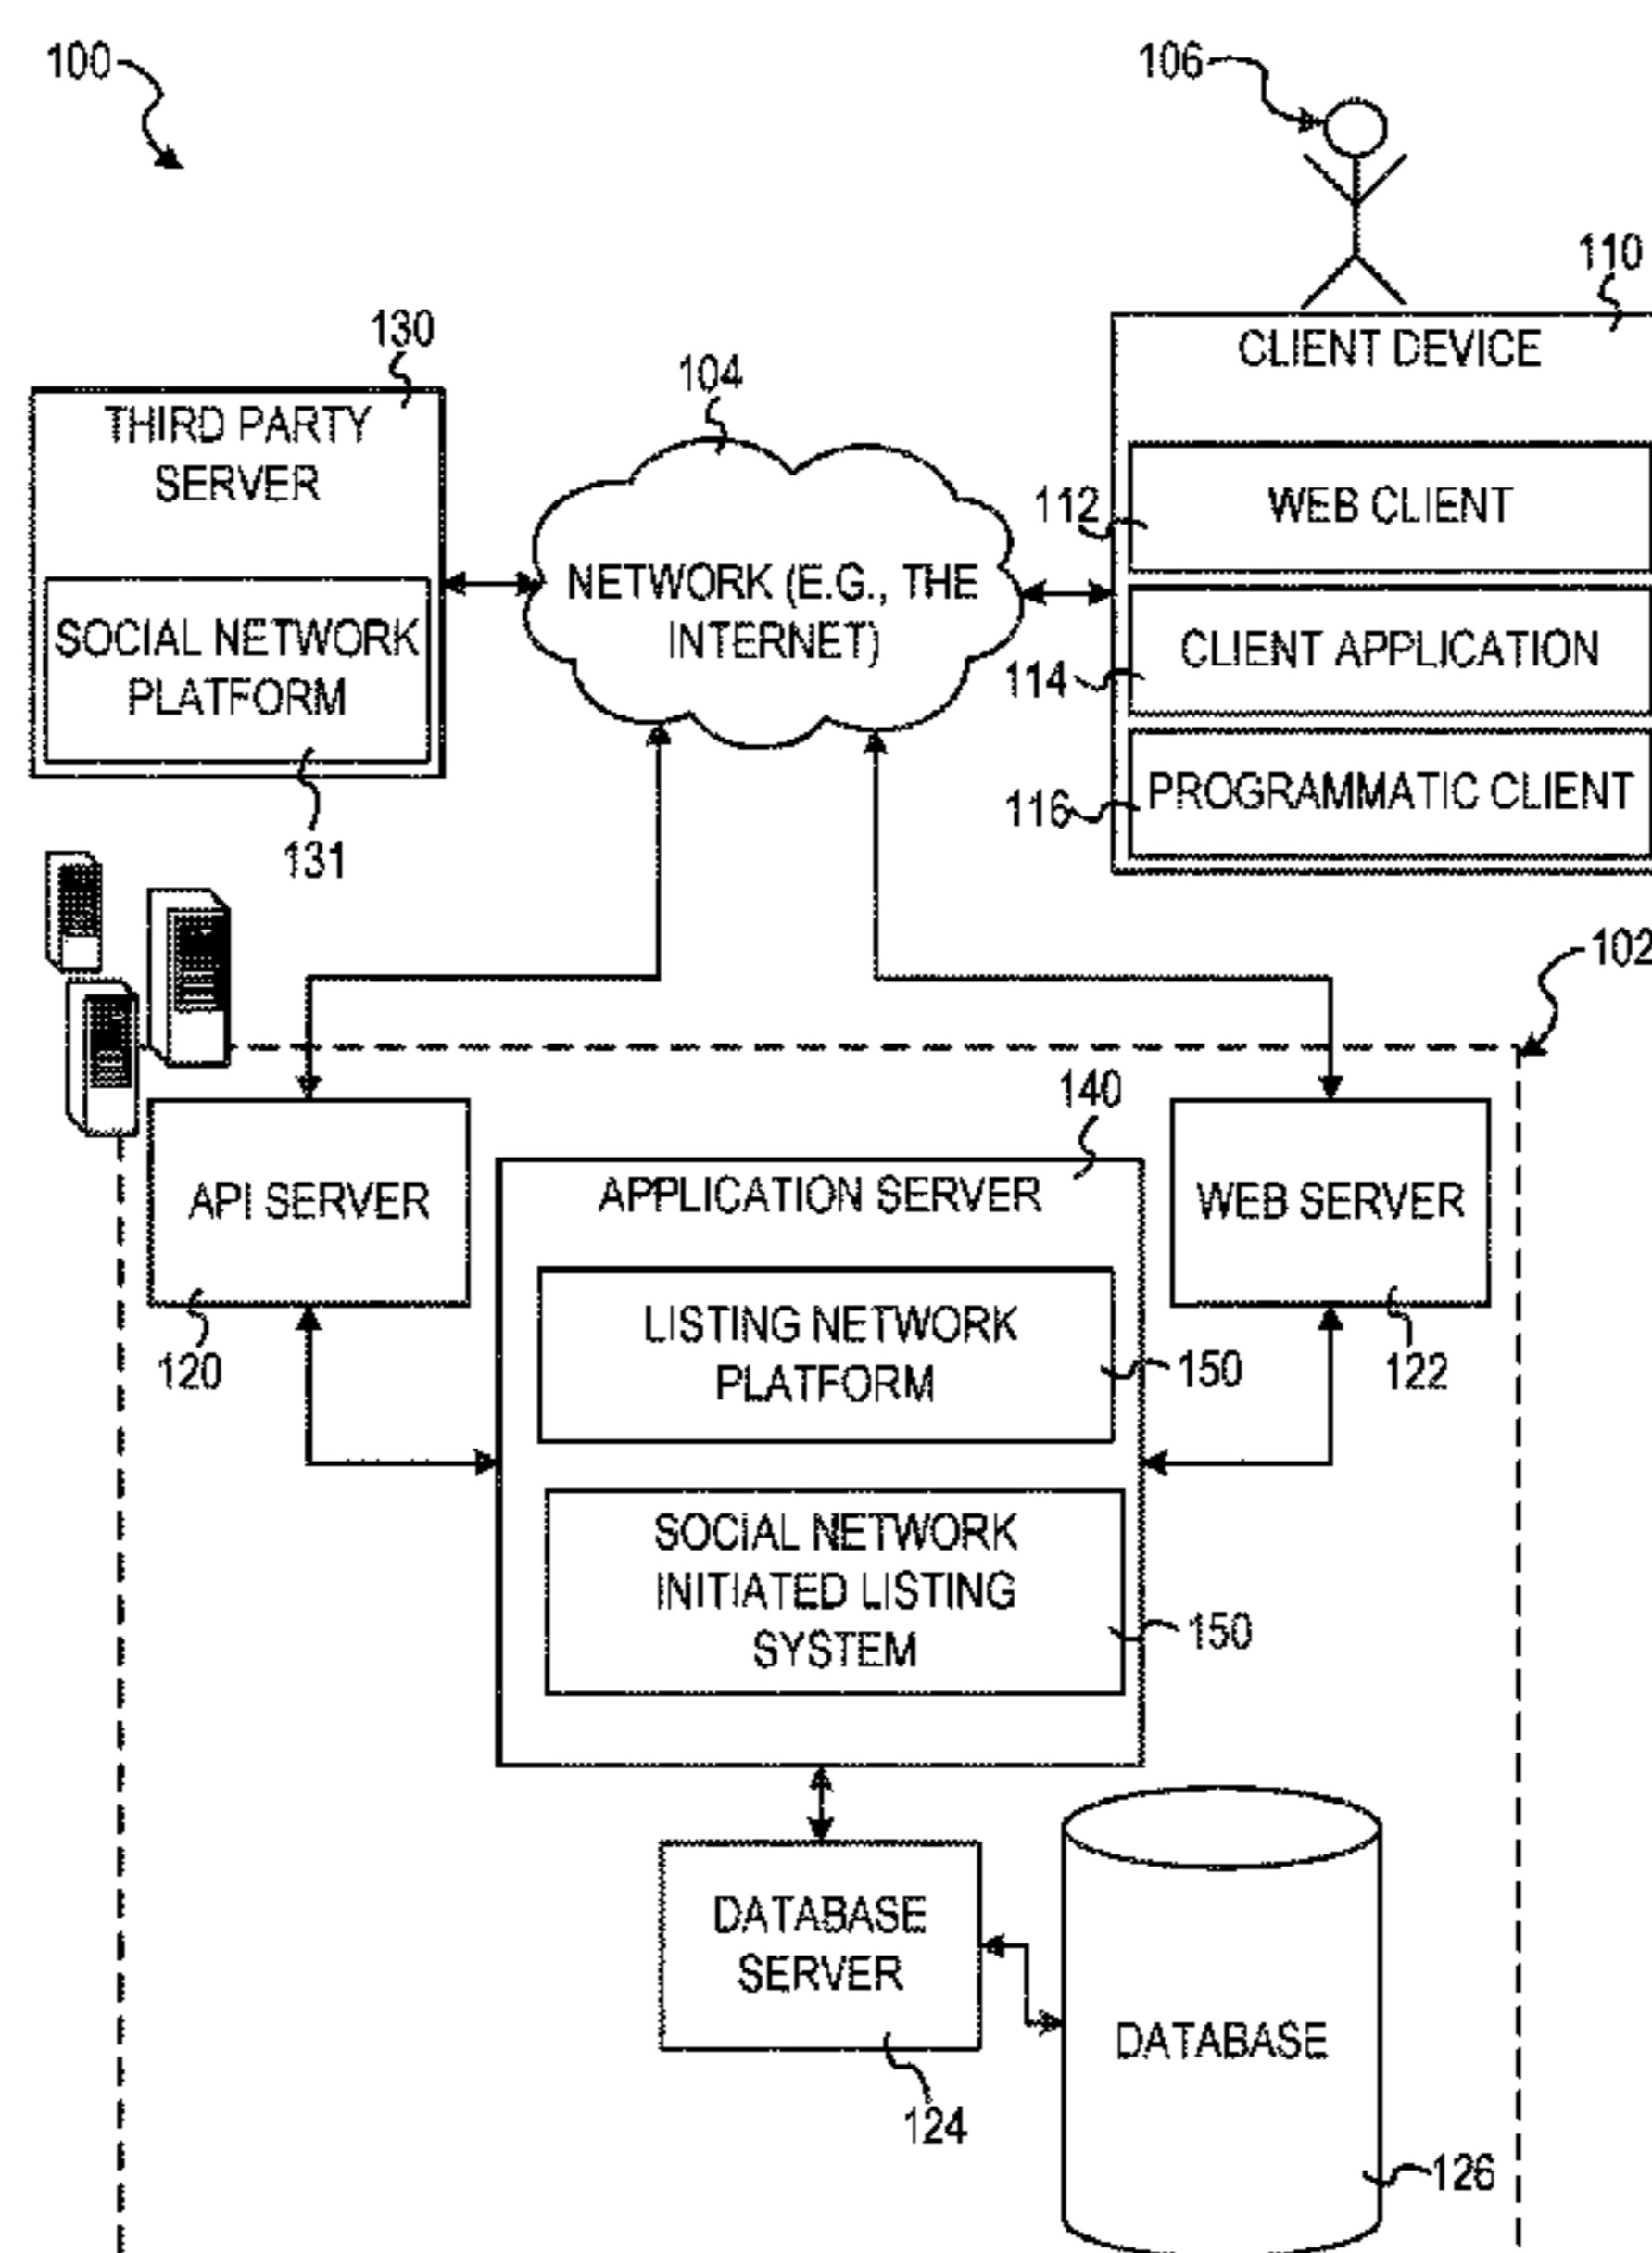 100
106
110
130
THIRD PARTY
SERVER
104
CLIENT DEVICE
112
WEB CLIENT
NETWORK (E.G., THE
INTERNET)
SOCIAL NETWORK
PLATFORM
114
CLIENT APPLICATION
116
PROGRAMMATIC CLIENT
131
102
140
API SERVER
APPLICATION SERVER
WEB SERVER
LISTING NETWORK
PLATFORM
150
120
122
SOCIAL NETWORK
INITIATED LISTING
SYSTEM
150
DATABASE
SERVER
DATABASE
124
126